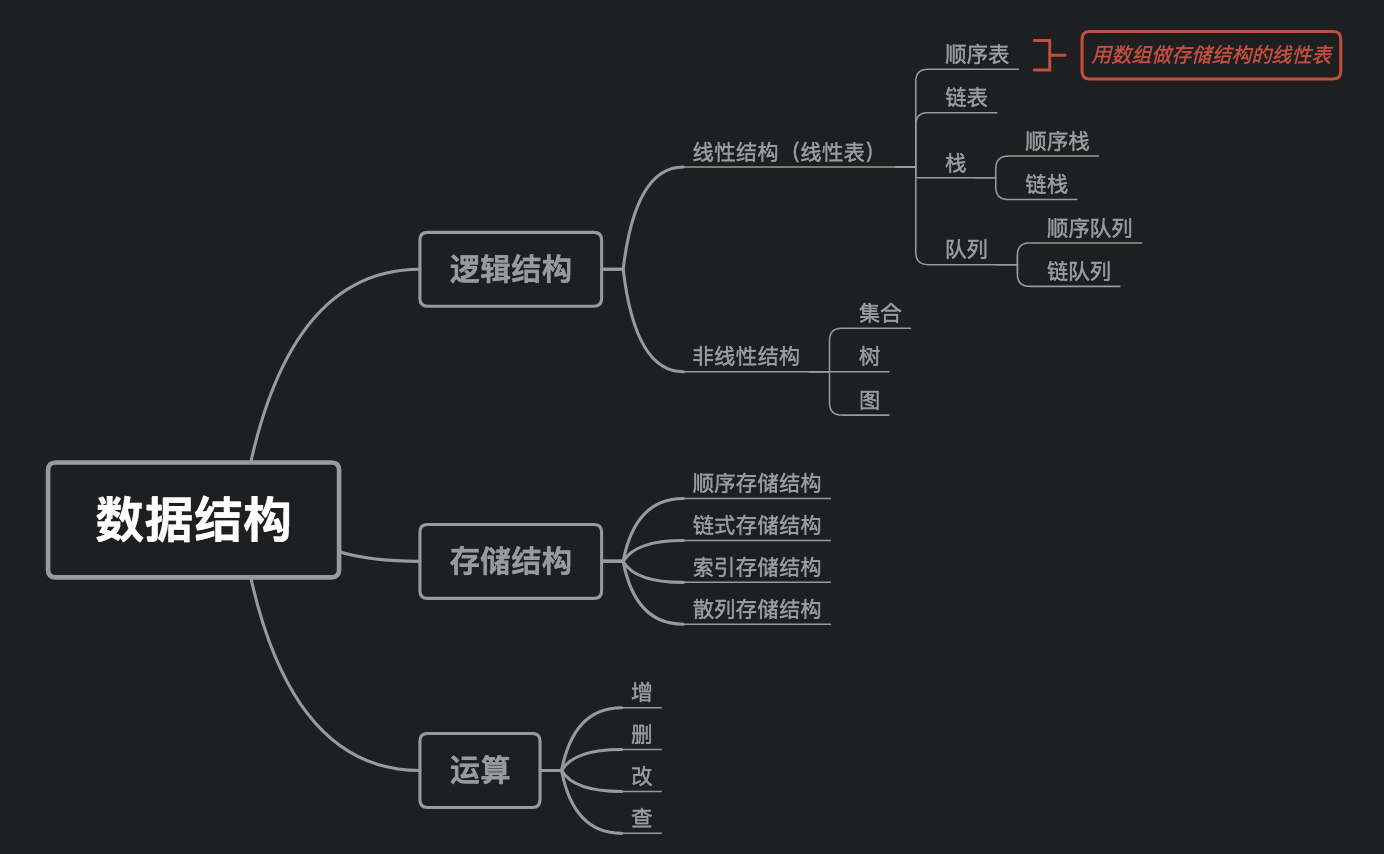 数据结构
逻辑结构
线性结构（线性表）
顺序表
用数组做存储结构的线性表
链表
栈
顺序栈
链栈
队列
顺序队列
链队列
非线性结构
集合
树
图
存储结构
顺序存储结构
链式存储结构
索引存储结构
散列存储结构
运算
增
删
改
查